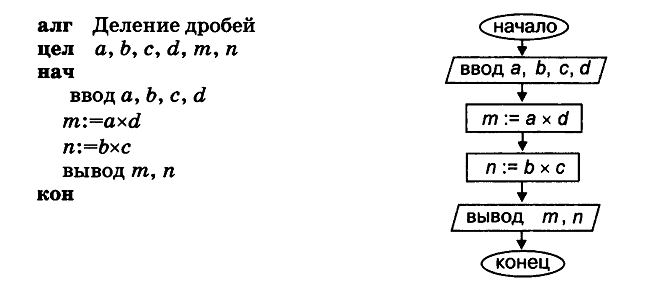 алг Деление дробей
цел a, b, c, d, m, n
нач
ввод a, b, c, d
m:=a×d
n:=b×c
вывод m, n
кон
начало
ввод a, b, c, d
m := a × d
n := b × c
вывод m, n
конец